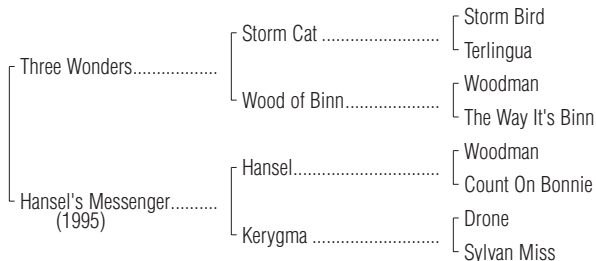 Storm Bird
Storm Cat ..........................
Terlingua
Three Wonders..................
Woodman
Wood of Binn.....................
The Way It's Binn
Woodman
Hansel.................................
Count On Bonnie
Hansel's Messenger..........
(1995)
Drone
Kerygma ............................
Sylvan Miss